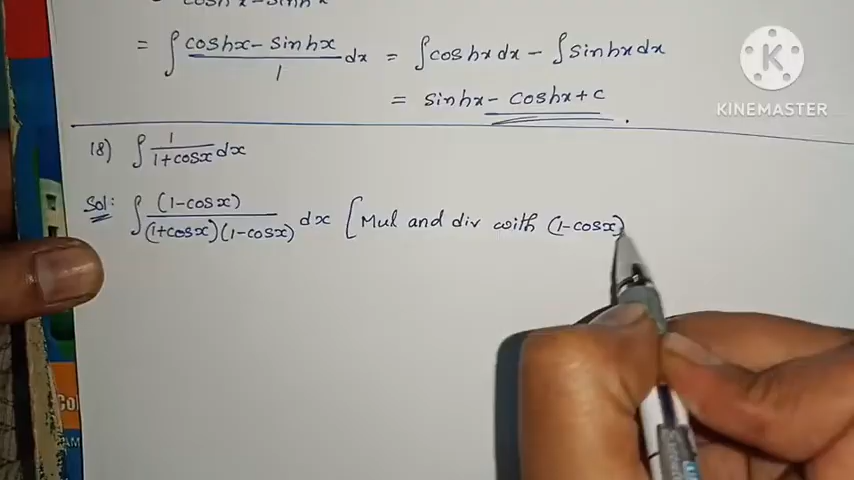 = ∫ coshx - sinhx / 1 dx = ∫coshx dx - ∫sinhx dx
K
KINEMASTER
= sinhx - coshx + c.
18) ∫ 1 / 1+cosx dx
Sol: ∫ (1-cosx) / (1+cosx)(1-cosx) dx [Mul and div with (1-cosx)